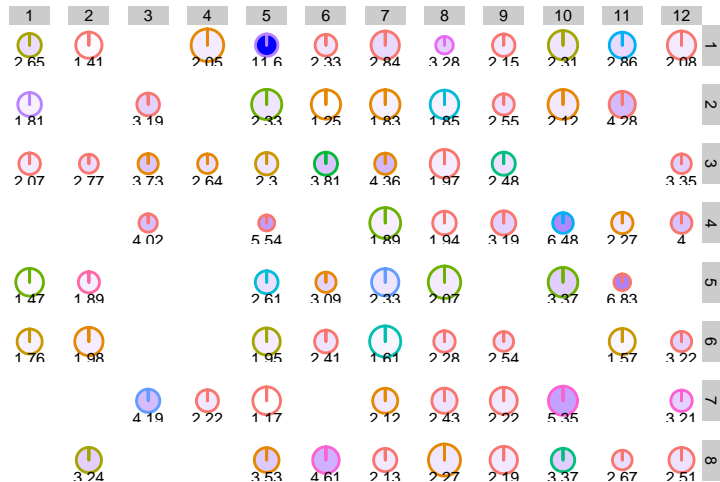 1 2 3 4 5 6 7 8 9 10 11 12
2.65 1.41 2.05 11.6 2.33 2.84 3.28 2.15 2.31 2.86 2.08 1
1.81 3.19 2.33 1.25 1.83 1.85 2.55 2.12 4.28 2
2.07 2.77 3.73 2.64 2.3 3.81 4.36 1.97 2.48 3.35 3
4.02 5.54 1.89 1.94 3.19 6.48 2.27 4 4
1.47 1.89 2.61 3.09 2.33 2.07 3.37 6.83 5
1.76 1.98 1.95 2.41 1.61 2.28 2.54 1.57 3.22 6
4.19 2.22 1.17 2.12 2.43 2.22 5.35 3.21 7
3.24 3.53 4.61 2.13 2.27 2.19 3.37 2.67 2.51 8